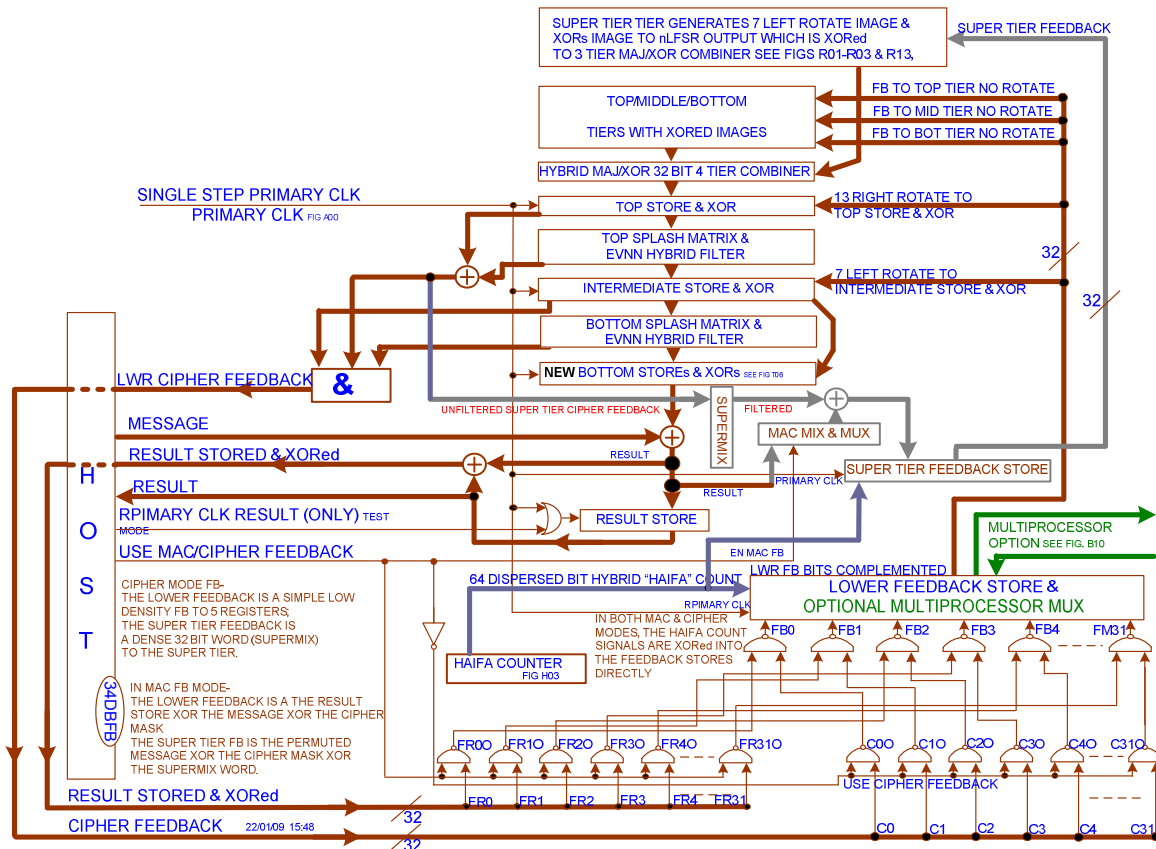 SUPER TIER TIER GENERATES 7 LEFT ROTATE IMAGE &
XORs IMAGE TO nLFSR OUTPUT WHICH IS XORed
TO 3 TIER MAJ/XOR COMBINER SEE FIGS R01-R03 & R13,
SUPER TIER FEEDBACK
TOP/MIDDLE/BOTTOM
TIERS WITH XORED IMAGES
FB TO TOP TIER NO ROTATE
FB TO MID TIER NO ROTATE
FB TO BOT TIER NO ROTATE
HYBRID MAJ/XOR 32 BIT 4 TIER COMBINER
SINGLE STEP PRIMARY CLK
PRIMARY CLK FIG A00
TOP STORE & XOR
13 RIGHT ROTATE TO
TOP STORE & XOR
TOP SPLASH MATRIX &
EVNN HYBRID FILTER
32
7 LEFT ROTATE TO
INTERMEDIATE STORE & XOR
INTERMEDIATE STORE & XOR
32
BOTTOM SPLASH MATRIX &
EVNN HYBRID FILTER
NEW BOTTOM STOREs & XORs SEE FIG T06
LWR CIPHER FEEDBACK
&
UNFILTERED SUPER TIER CIPHER FEEDBACK
SUPERMIX
FILTERED
MESSAGE
MAC MIX & MUX
RESULT STORED & XORed
RESULT
SUPER TIER FEEDBACK STORE
PRIMARY CLK
RESULT
RESULT
HOST
RPIMARY CLK RESULT (ONLY) TEST
MODE
RESULT STORE
MULTIPROCESSOR
OPTION SEE FIG. B10
USE MAC/CIPHER FEEDBACK
EN MAC FB
LWR FB BITS COMPLEMENTED
64 DISPERSED BIT HYBRID “HAIFA” COUNT
LOWER FEEDBACK STORE &
OPTIONAL MULTIPROCESSOR MUX
RPIMARY CLK
CIPHER MODE FB-
THE LOWER FEEDBACK IS A SIMPLE LOW
DENSITY FB TO 5 REGISTERS;
THE SUPER TIER FEEDBACK IS
A DENSE 32 BIT WORD (SUPERMIX)
TO THE SUPER TIER.
IN BOTH MAC & CIPHER
MODES, THE HAIFA COUNT
SIGNALS ARE XORed INTO
THE FEEDBACK STORES
DIRECTLY
FB0 FB1 FB2 FB3 FB4 FM31
HAIFA COUNTER
FIG H03
34DBFB
IN MAC FB MODE-
THE LOWER FEEDBACK IS A THE RESULT
STORE XOR THE MESSAGE XOR THE CIPHER
MASK
THE SUPER TIER FB IS THE PERMUTED
MESSAGE XOR THE CIPHER MASK XOR
THE SUPERMIX WORD.
FR0O FR1O FR2O FR3O FR4O FR31O C0O C1O C2O C3O C4O C31O
USE CIPHER FEEDBACK
RESULT STORED & XORed
32
FR0 FR1 FR2 FR3 FR4 FR31
CIPHER FEEDBACK 22/01/09 15:48
32
C0 C1 C2 C3 C4 C31